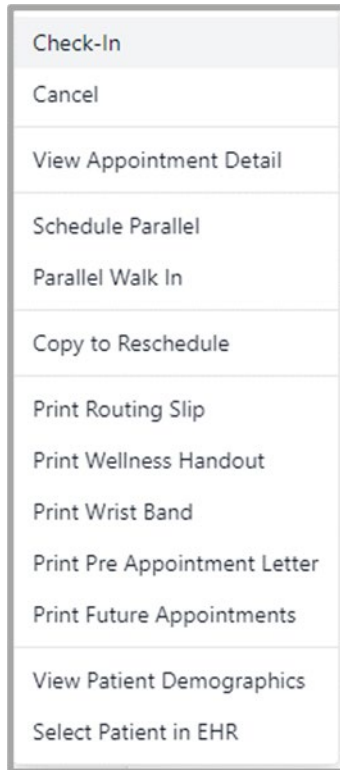 Check-In
Cancel
View Appointment Detail
Schedule Parallel
Parallel Walk In
Copy to Reschedule
Print Routing Slip
Print Wellness Handout
Print Wrist Band
Print Pre Appointment Letter
Print Future Appointments
View Patient Demographics
Select Patient in EHR